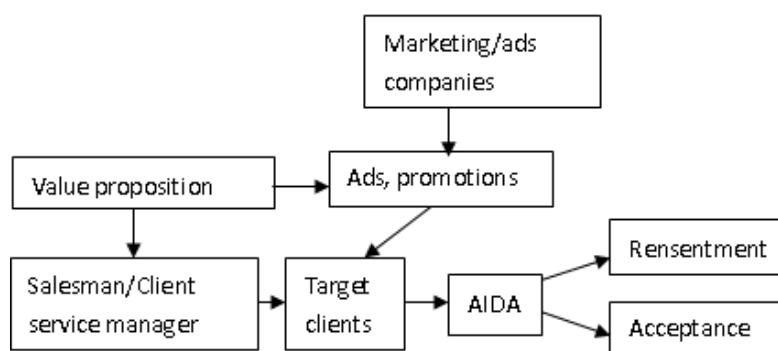 Marketing/ads
companies
Value proposition
Ads, promotions
Salesman/Client
service manager
Target
clients
AIDA
Rensentment
Acceptance